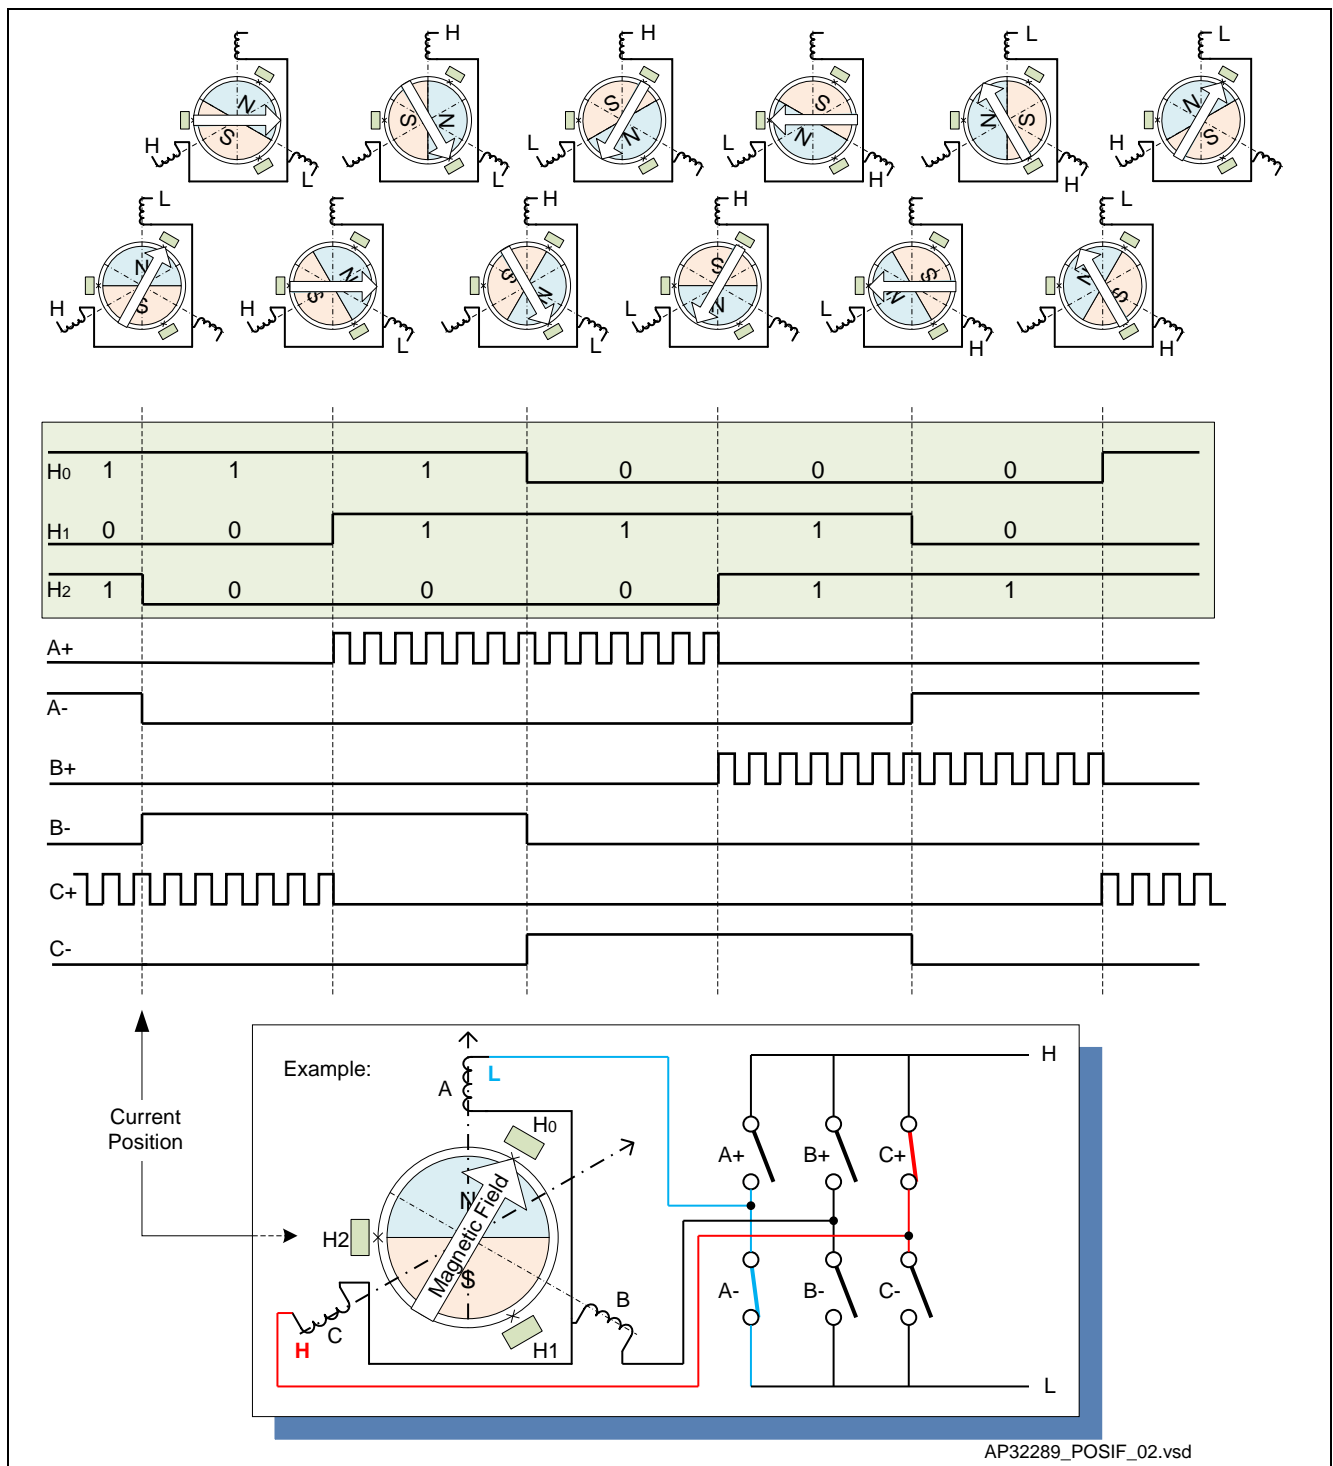 H H L L
N S S S N S N S N S N S
H L L L L H H H
L H H L
N S N S S N S N S N N S
H H L L L L H H
H0 1 1 1 0 0 0
H1 0 0 1 1 1 0
H2 1 0 0 0 1 1
A+
A-
B+
B-
C+
C-
Example:
Current
Position
A L
H0
H2
N
S
Magnetic Field
H1
B
C
H
H
A+ B+ C+
A- B- C-
L
AP32289_POSIF_02.vsd